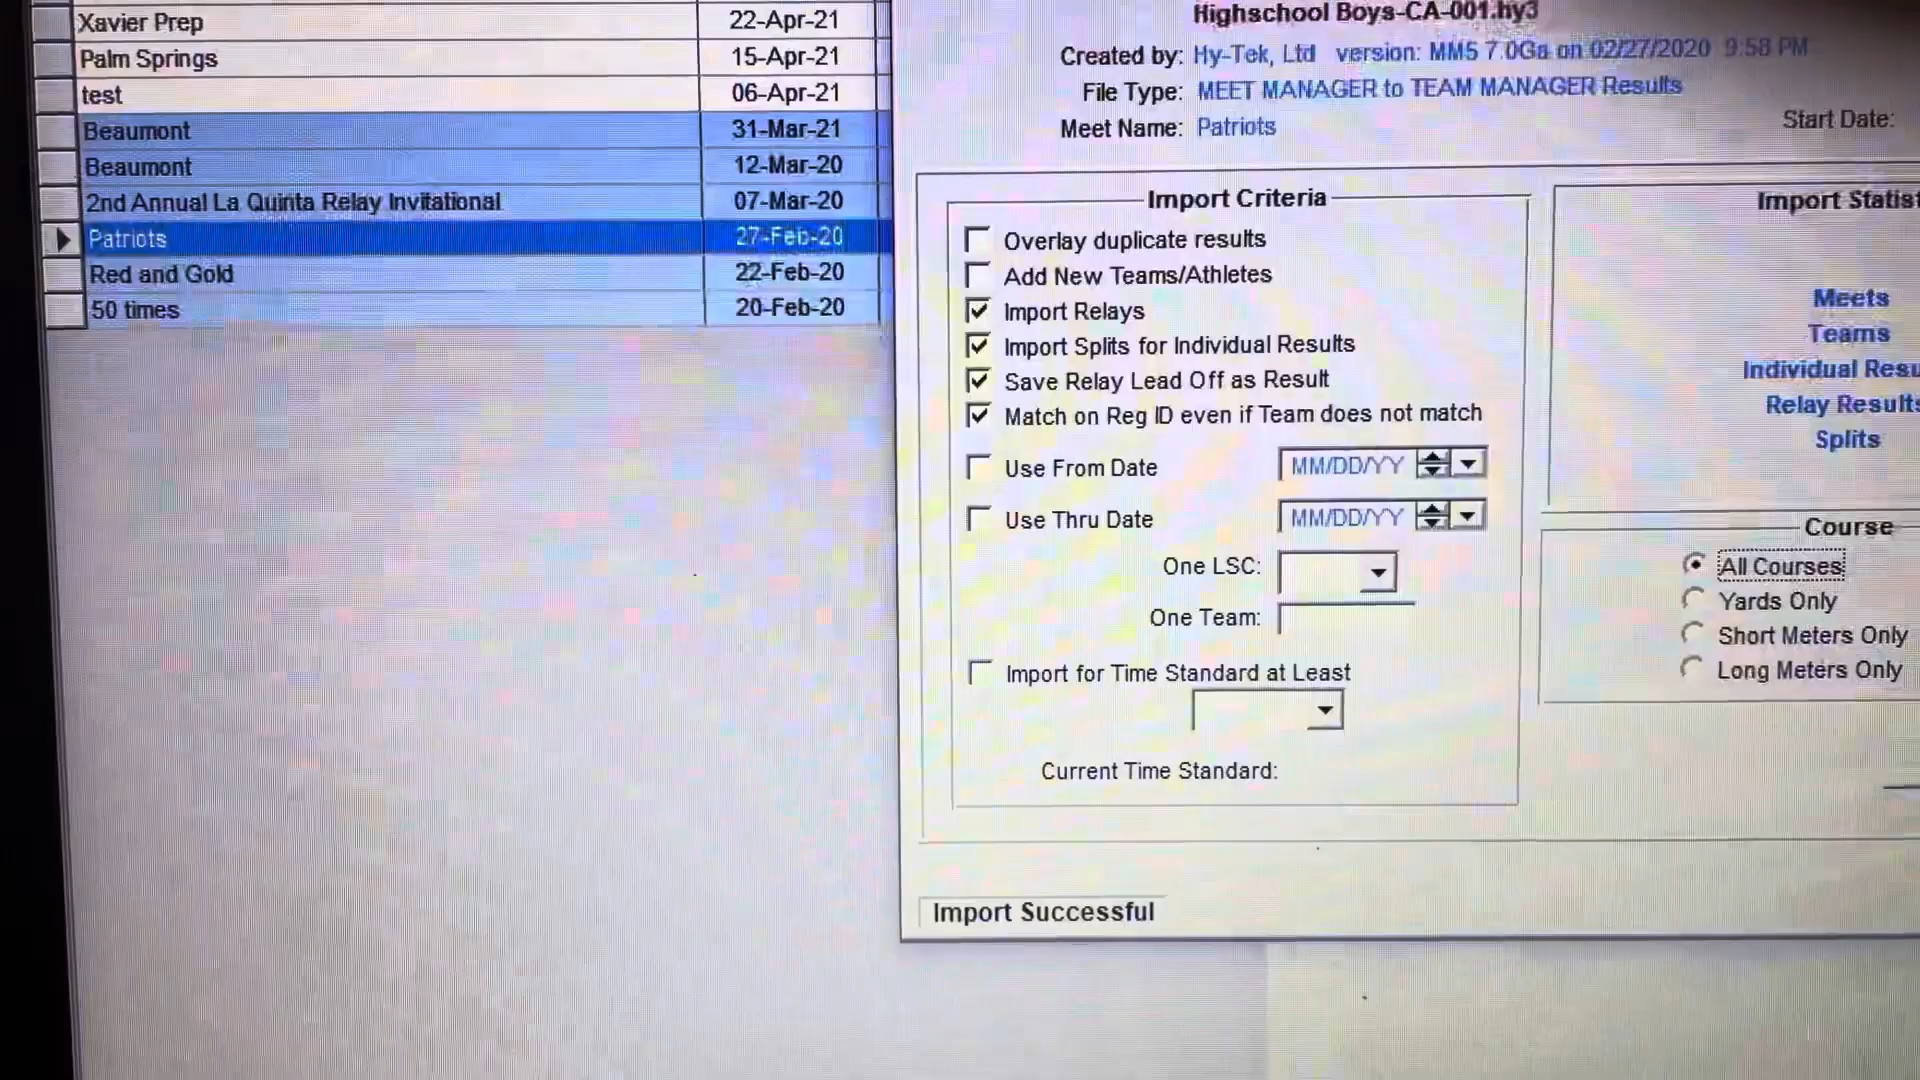 Xavier Prep 22-Apr-21
Palm Springs 15-Apr-21
test 06-Apr-21
Beaumont 31-Mar-21
Beaumont 12-Mar-20
2nd Annual La Quinta Relay Invitational 07-Mar-20
Patriots 27-Feb-20
Red and Gold 22-Feb-20
50 times 20-Feb-20
Highschool Boys-CA-001.hy3
Created by: Hy-Tek, Ltd version: MM5 7.0Ga on 02/27/2020 9:58 PM
File Type: MEET MANAGER to TEAM MANAGER Results
Meet Name: Patriots
Start Date:
Import Criteria
Overlay duplicate results
Add New Teams/Athletes
Import Relays
Import Splits for Individual Results
Save Relay Lead Off as Result
Match on Reg ID even if Team does not match
Use From Date MM/DD/YY
Use Thru Date MM/DD/YY
One LSC:
One Team:
Import for Time Standard at Least
Current Time Standard:
Import Statist
Meets
Teams
Individual Resu
Relay Results
Splits
Course
All Courses
Yards Only
Short Meters Only
Long Meters Only
Import Successful